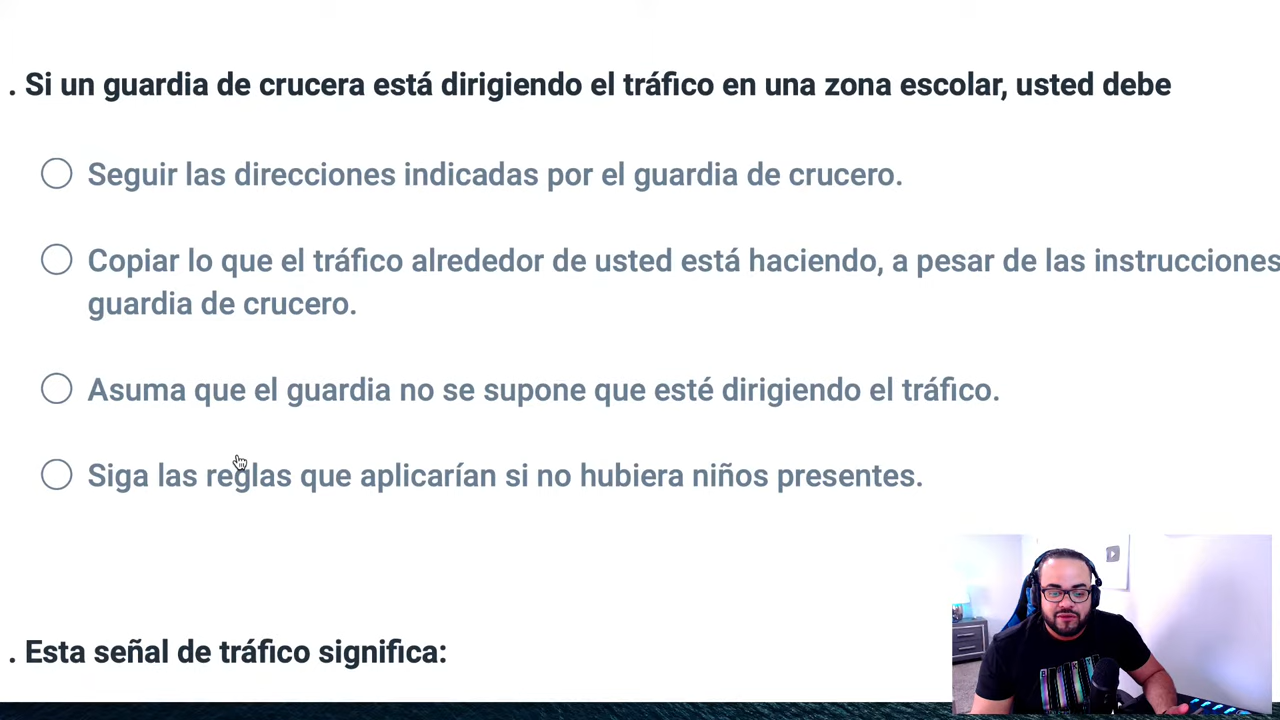 . Si un guardia de crucera está dirigiendo el tráfico en una zona escolar, usted debe
Seguir las direcciones indicadas por el guardia de crucero.
Copiar lo que el tráfico alrededor de usted está haciendo, a pesar de las instrucciones
guardia de crucero.
Asuma que el guardia no se supone que esté dirigiendo el tráfico.
Siga las reglas que aplicarían si no hubiera niños presentes.
. Esta señal de tráfico significa: